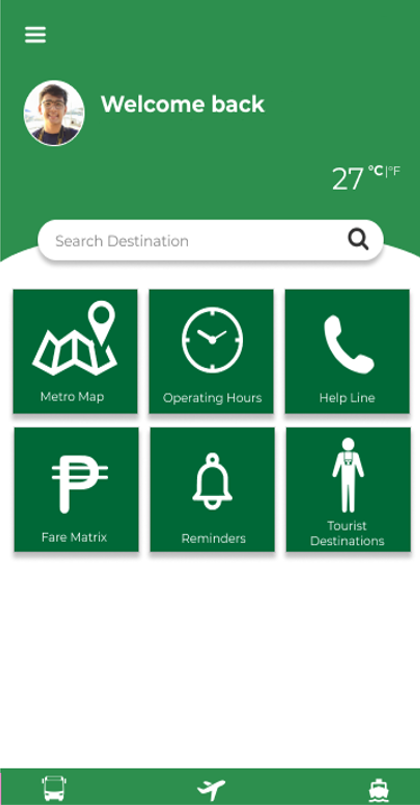 Welcome back
27 °C|°F
Search Destination
Metro Map
Operating Hours
Help Line
Fare Matrix
Reminders
Tourist
Destinations